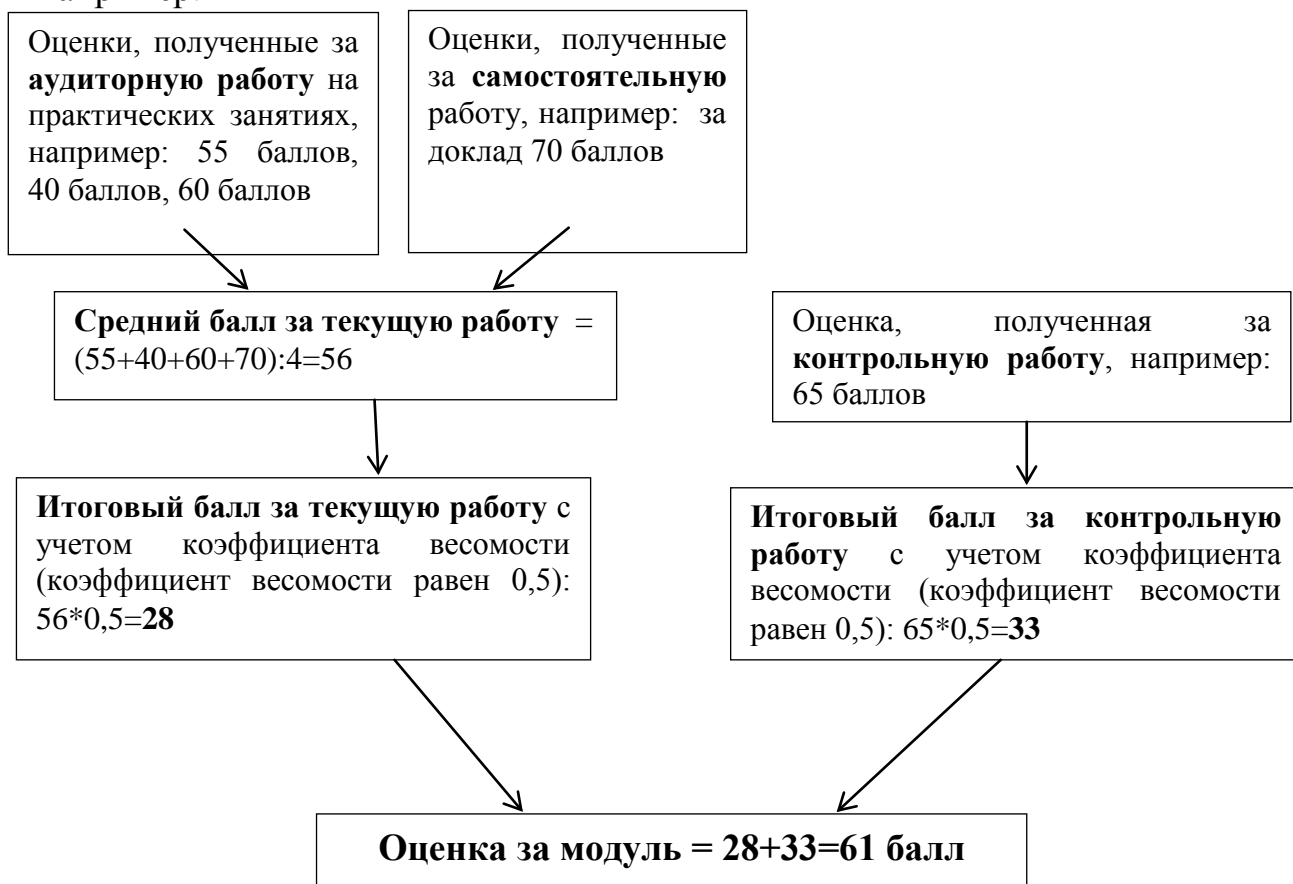 Оценки, полученные за
аудиторную работу на
практических занятиях,
например: 55 баллов,
40 баллов, 60 баллов
Оценки, полученные
за самостоятельную
работу, например: за
доклад 70 баллов
Средний балл за текущую работу =
(55+40+60+70):4=56
Оценка, полученная за
контрольную работу, например:
65 баллов
Итоговый балл за текущую работу с
учетом коэффициента весомости
(коэффициент весомости равен 0,5):
56*0,5=28
Итоговый балл за контрольную
работу с учетом коэффициента
весомости (коэффициент весомости
равен 0,5): 65*0,5=33
Оценка за модуль = 28+33=61 балл